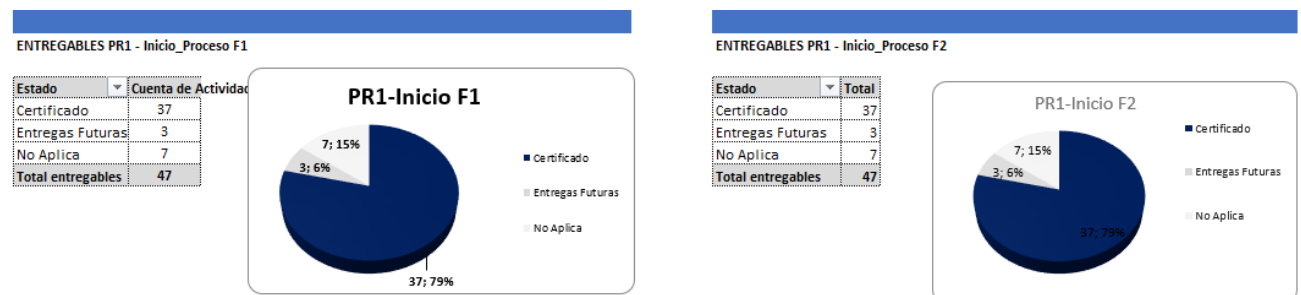 ENTREGABLES PR1 - Inicio_Proceso F1
Estado Cuenta de Actividad
Certificado 37
Entregas Futuras 3
No Aplica 7
Total entregables 47
PR1-Inicio F1
7; 15%
3; 6%
37; 79%
Certificado
Entregas Futuras
No Aplica
ENTREGABLES PR1 - Inicio_Proceso F2
Estado Total
Certificado 37
Entregas Futuras 3
No Aplica 7
Total entregables 47
PR1-Inicio F2
7; 15%
3; 6%
37; 79%
Certificado
Entregas Futuras
No Aplica